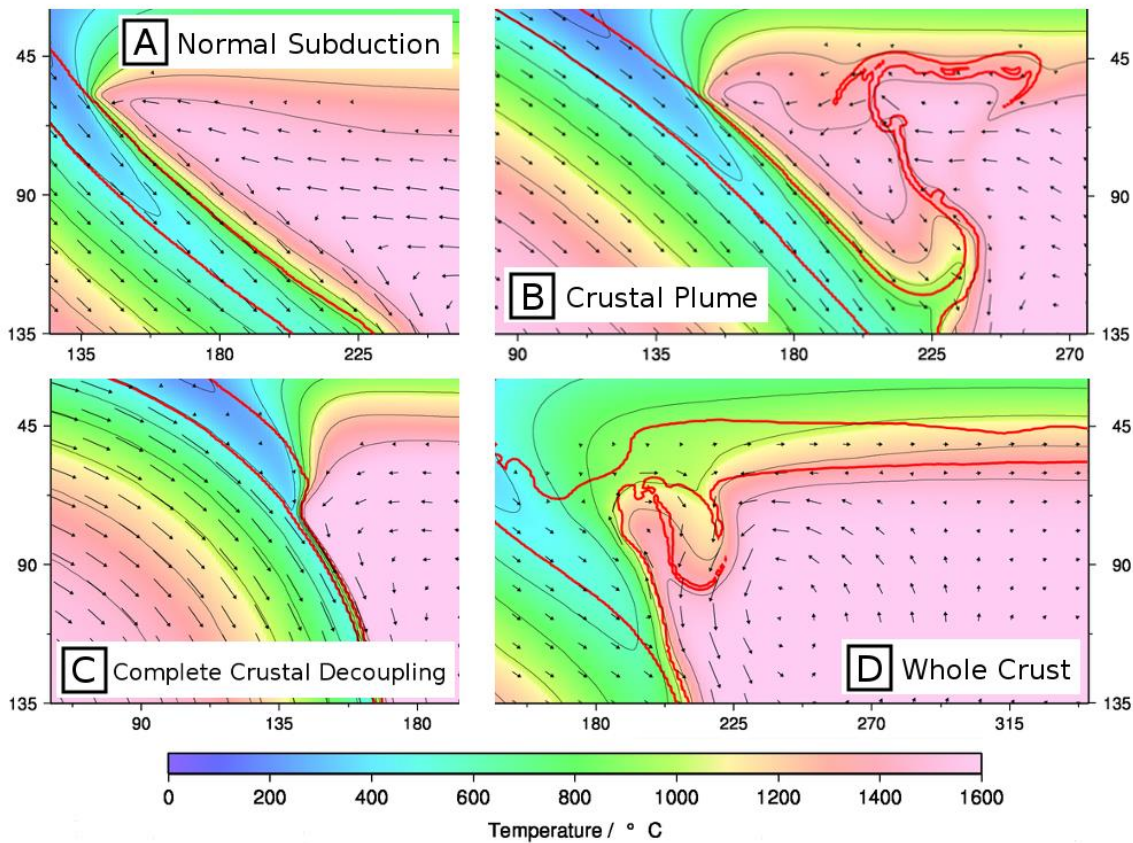 A Normal Subduction
45
90
135
135 180 225
B Crustal Plume
45
90
135
90 135 180 225 270
C Complete Crustal Decoupling
45
90
135
90 135 180
D Whole Crust
45
90
135
180 225 270 315
0 200 400 600 800 1000 1200 1400 1600
Temperature / ° C